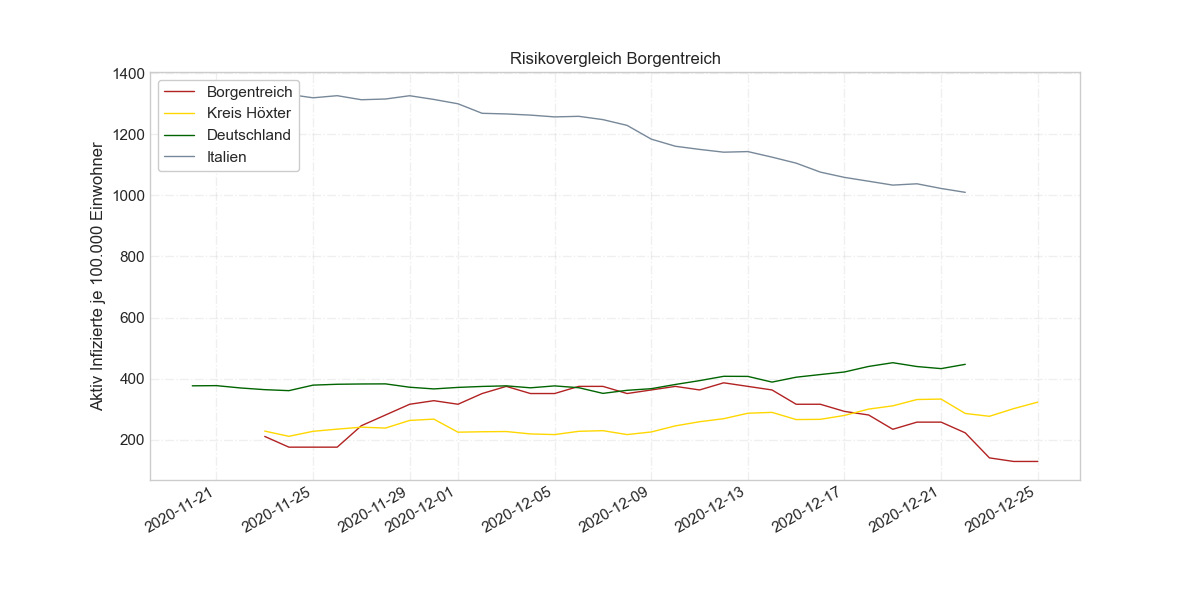 Risikovergleich Borgentreich
Aktiv Infizierte je 100.000 Einwohner
1400
1200
1000
800
600
400
200
Borgentreich
Kreis Höxter
Deutschland
Italien
2020-11-21
2020-11-25
2020-11-29
2020-12-01
2020-12-05
2020-12-09
2020-12-13
2020-12-17
2020-12-21
2020-12-25